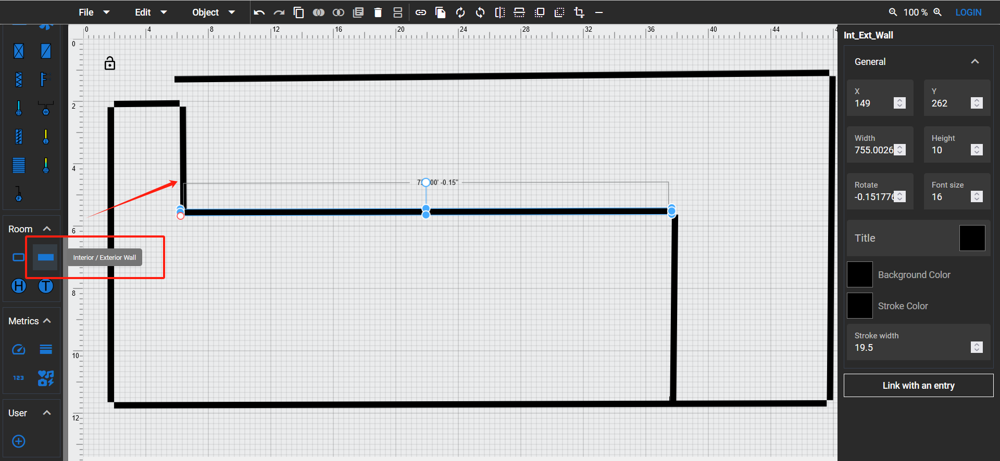 File Edit Object 100 % LOGIN
0 4 8 12 16 20 24 28 32 36 40 44
Int_Ext_Wall
0
General
X
149
Y
262
2
Width
755.0026
Height
10
4
00' -0.15"
Rotate
-0.151776
Font size
16
Room
6
Title
Interior / Exterior Wall
Background Color
H T
8
Stroke Color
Metrics
Stroke width
19.5
10
123
Link with an entry
User
12
F